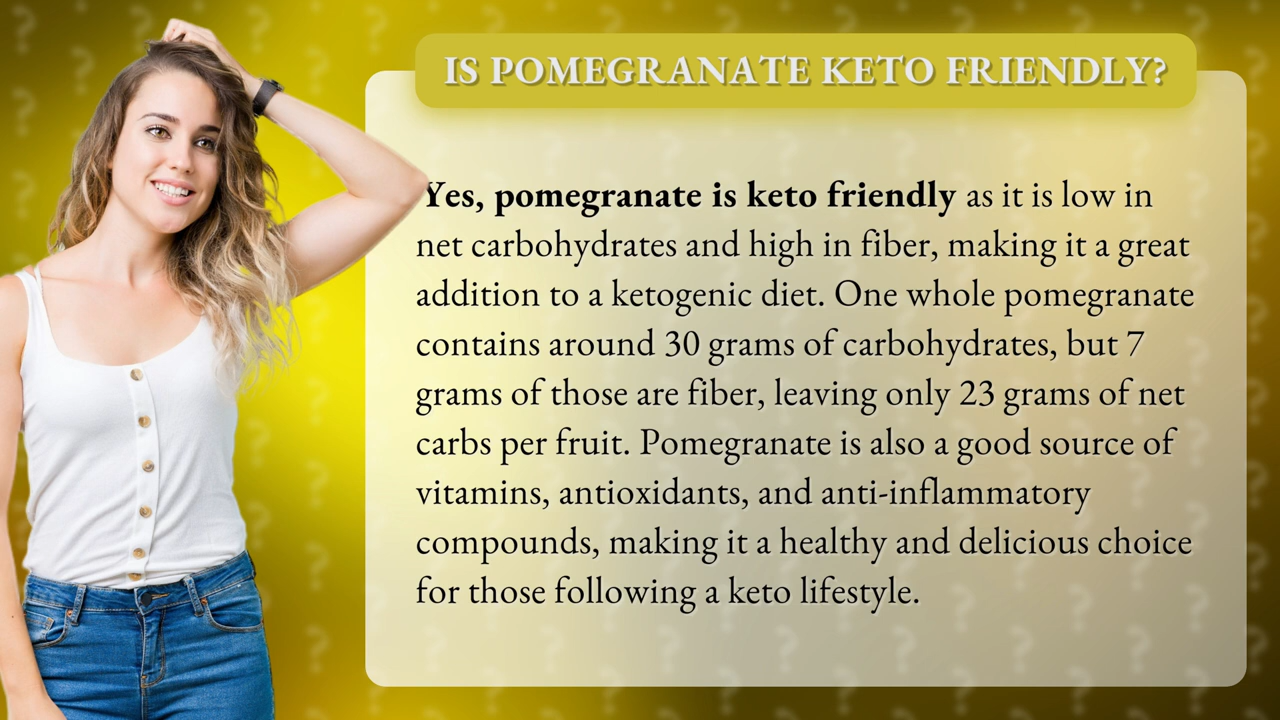 IS POMEGRANATE KETO FRIENDLY?
Yes, pomegranate is keto friendly as it is low in
net carbohydrates and high in fiber, making it a great
addition to a ketogenic diet. One whole pomegranate
contains around 30 grams of carbohydrates, but 7
grams of those are fiber, leaving only 23 grams of net
carbs per fruit. Pomegranate is also a good source of
vitamins, antioxidants, and anti-inflammatory
compounds, making it a healthy and delicious choice
for those following a keto lifestyle.